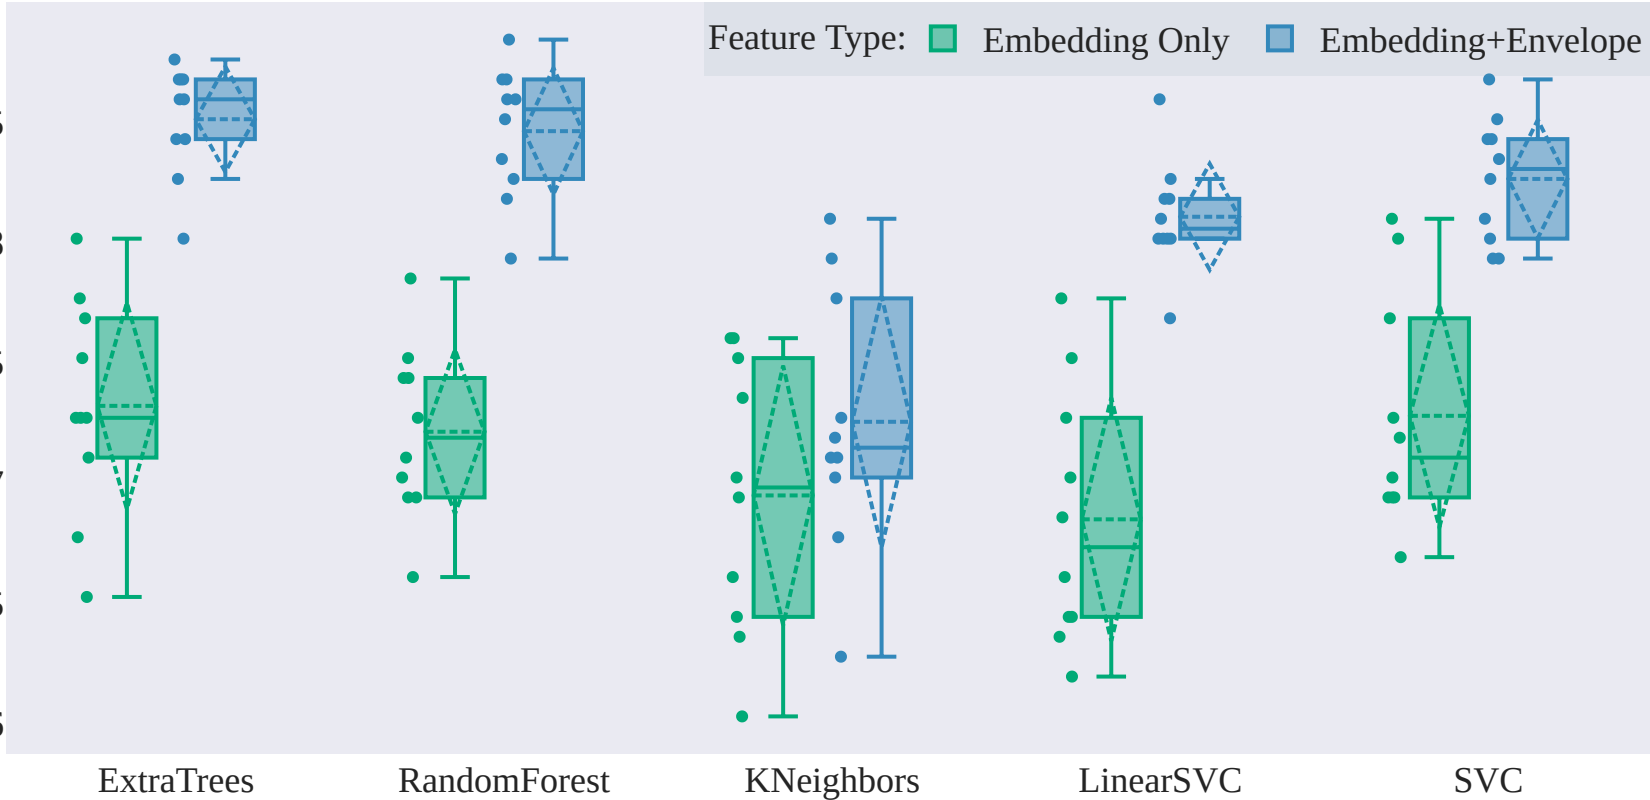 Feature Type: Embedding Only Embedding+Envelope
ExtraTrees RandomForest KNeighbors LinearSVC SVC